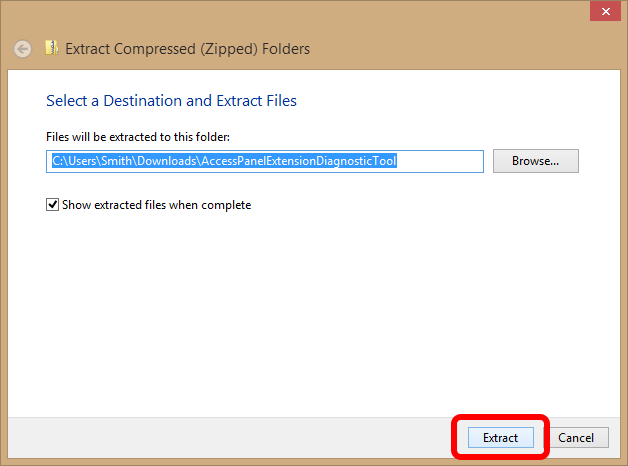 Extract Compressed (Zipped) Folders
Select a Destination and Extract Files
Files will be extracted to this folder:
C:\Users\Smith\Downloads\AccessPanelExtensionDiagnosticTool
Browse...
Show extracted files when complete
Extract
Cancel